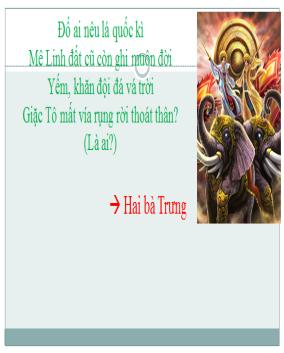 Đố ai nêu lá quốc kì
Mê Linh đất cũ còn ghi muôn đời
Yếm, khăn đội đá vá trời
Giặc Tô mất vía rụng rời thoát thân?
(Là ai?)
→ Hai bà Trưng